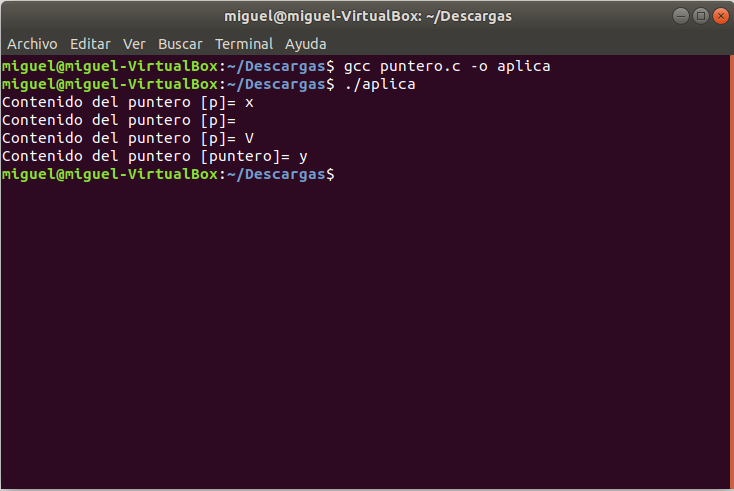 miguel@miguel-VirtualBox: ~/Descargas
Archivo Editar Ver Buscar Terminal Ayuda
miguel@miguel-VirtualBox:~/Descargas$ gcc puntero.c -o aplica
miguel@miguel-VirtualBox:~/Descargas$ ./aplica
Contenido del puntero [p]= x
Contenido del puntero [p]=
Contenido del puntero [p]= V
Contenido del puntero [puntero]= y
miguel@miguel-VirtualBox:~/Descargas$